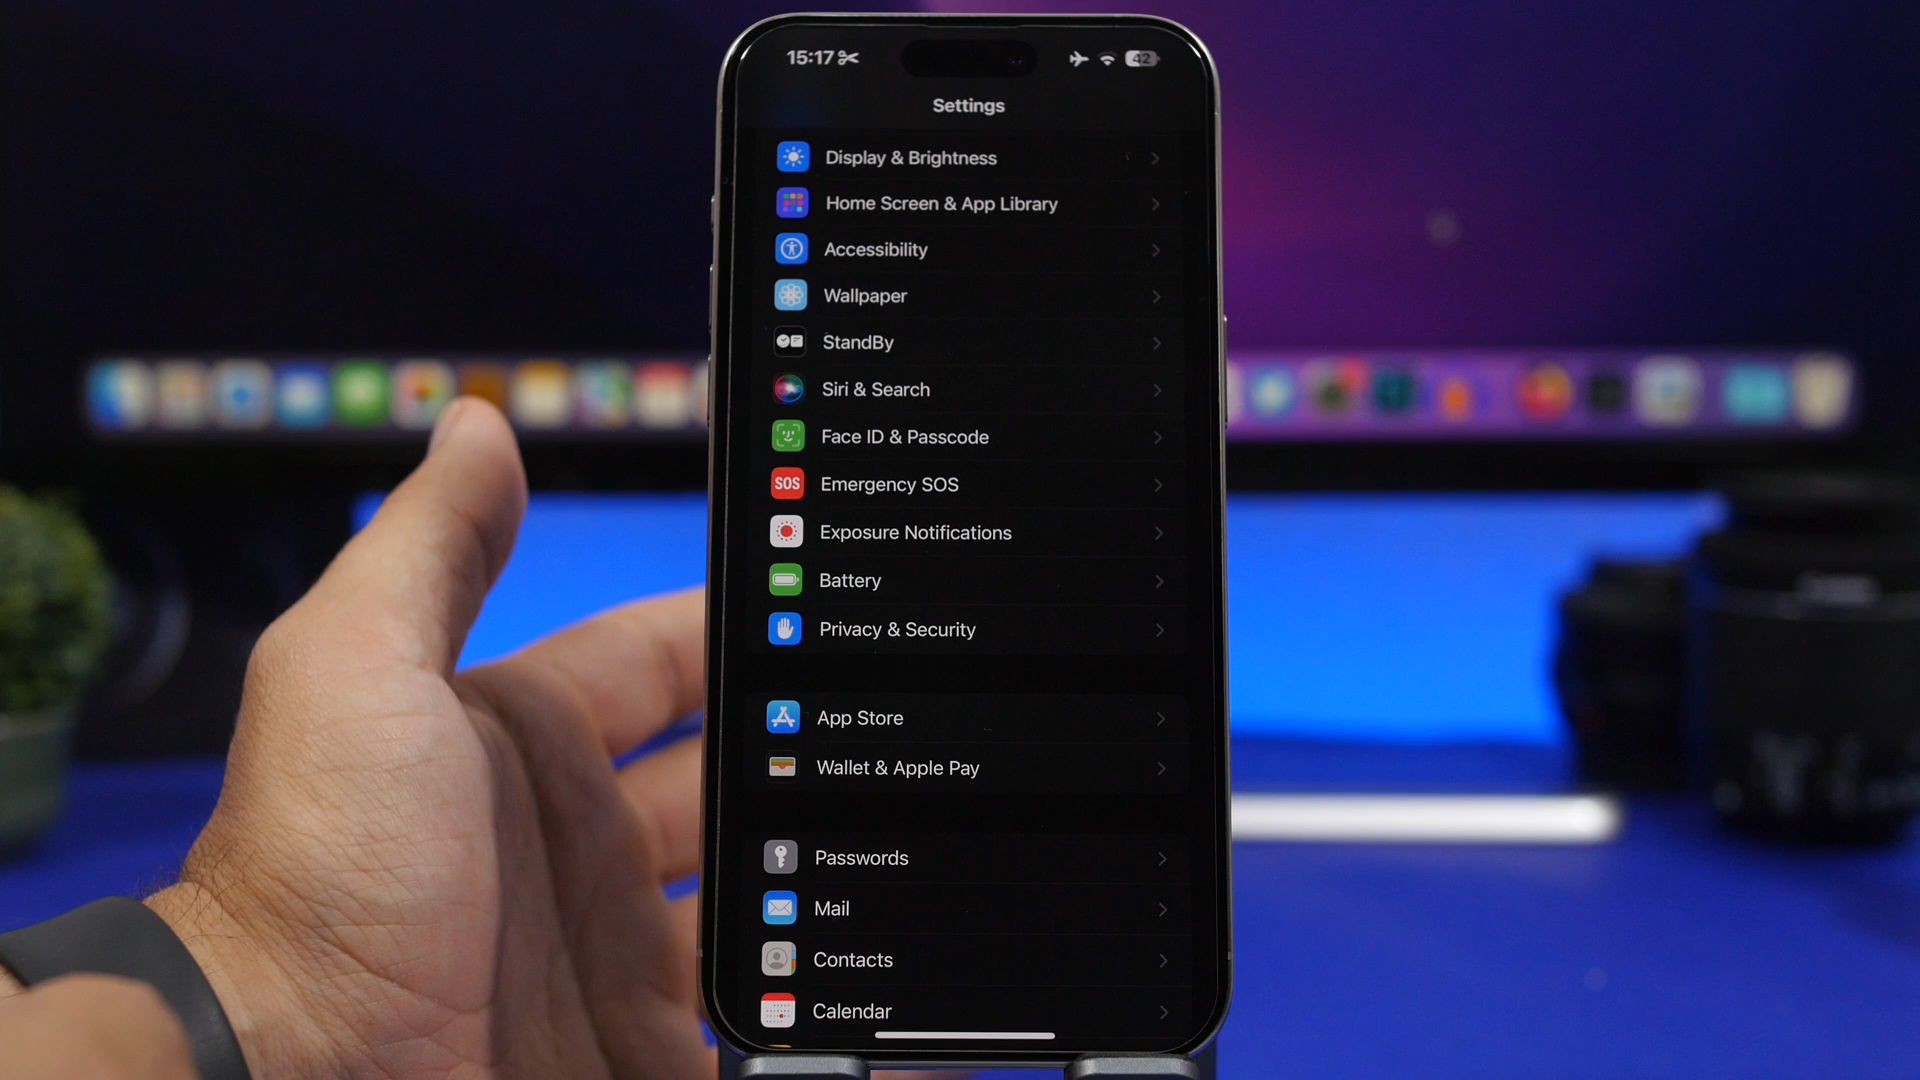 15:17
42
Settings
Display & Brightness
Home Screen & App Library
Accessibility
Wallpaper
StandBy
Siri & Search
Face ID & Passcode
SOS
Emergency SOS
Exposure Notifications
Battery
Privacy & Security
App Store
Wallet & Apple Pay
Passwords
Mail
Contacts
Calendar